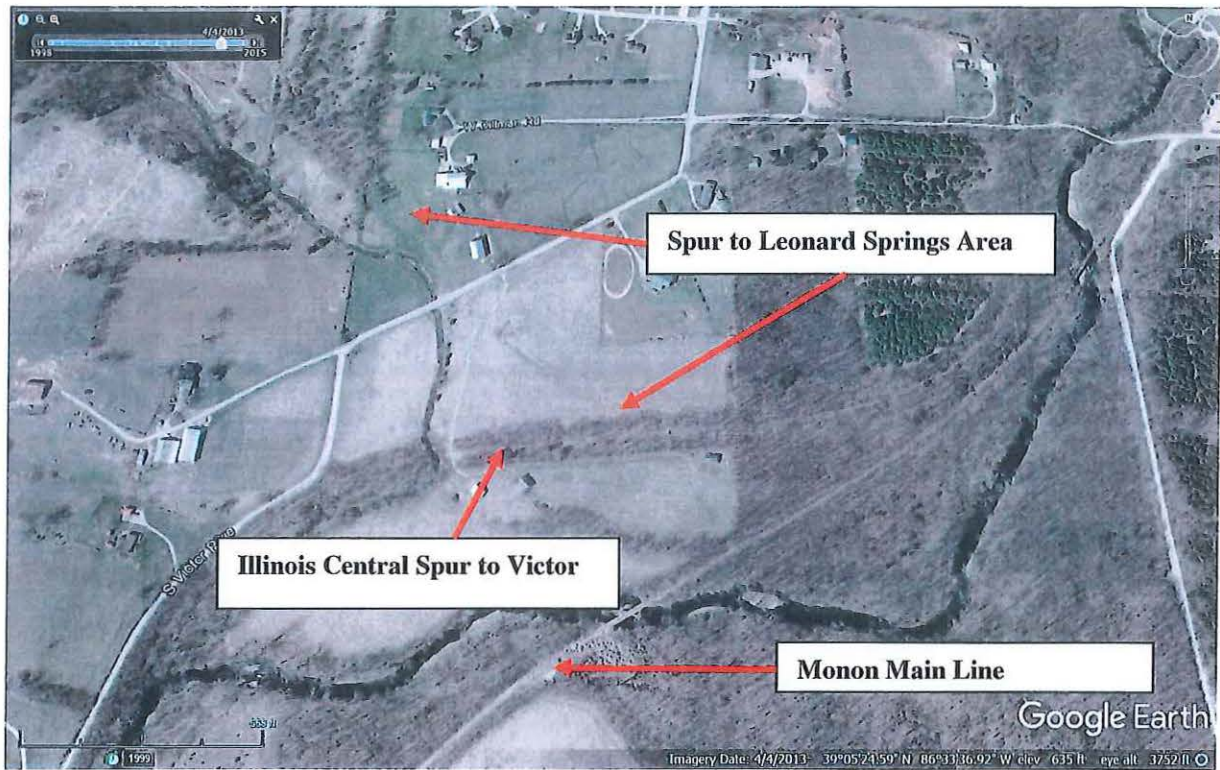 4/4/2013
1998
2015
N
Spur to Leonard Springs Area
Illinois Central Spur to Victor
S Victor Pike
Monon Main Line
Google Earth
558 ft
1999
Imagery Date: 4/4/2013 39°05'24.59" N 86°33'36.92" W elev 635 ft eye alt 3752 ft